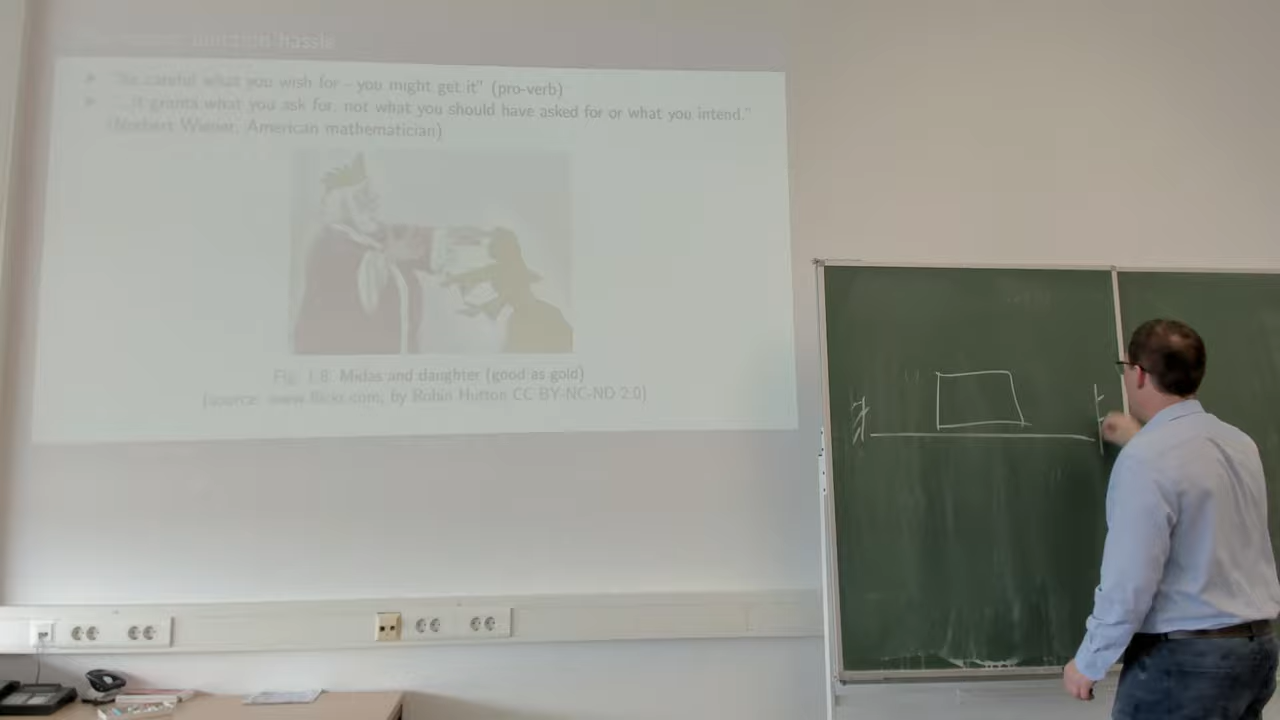 function hassle
"Be careful what you wish for - you might get it" (pro-verb)
"...it grants what you ask for, not what you should have asked for or what you intend."
(Norbert Wiener, American mathematician)
Fig. 1.8: Midas and daughter (good as gold)
(source: www.flickr.com, by Robin Hutton CC BY-NC-ND 2.0)